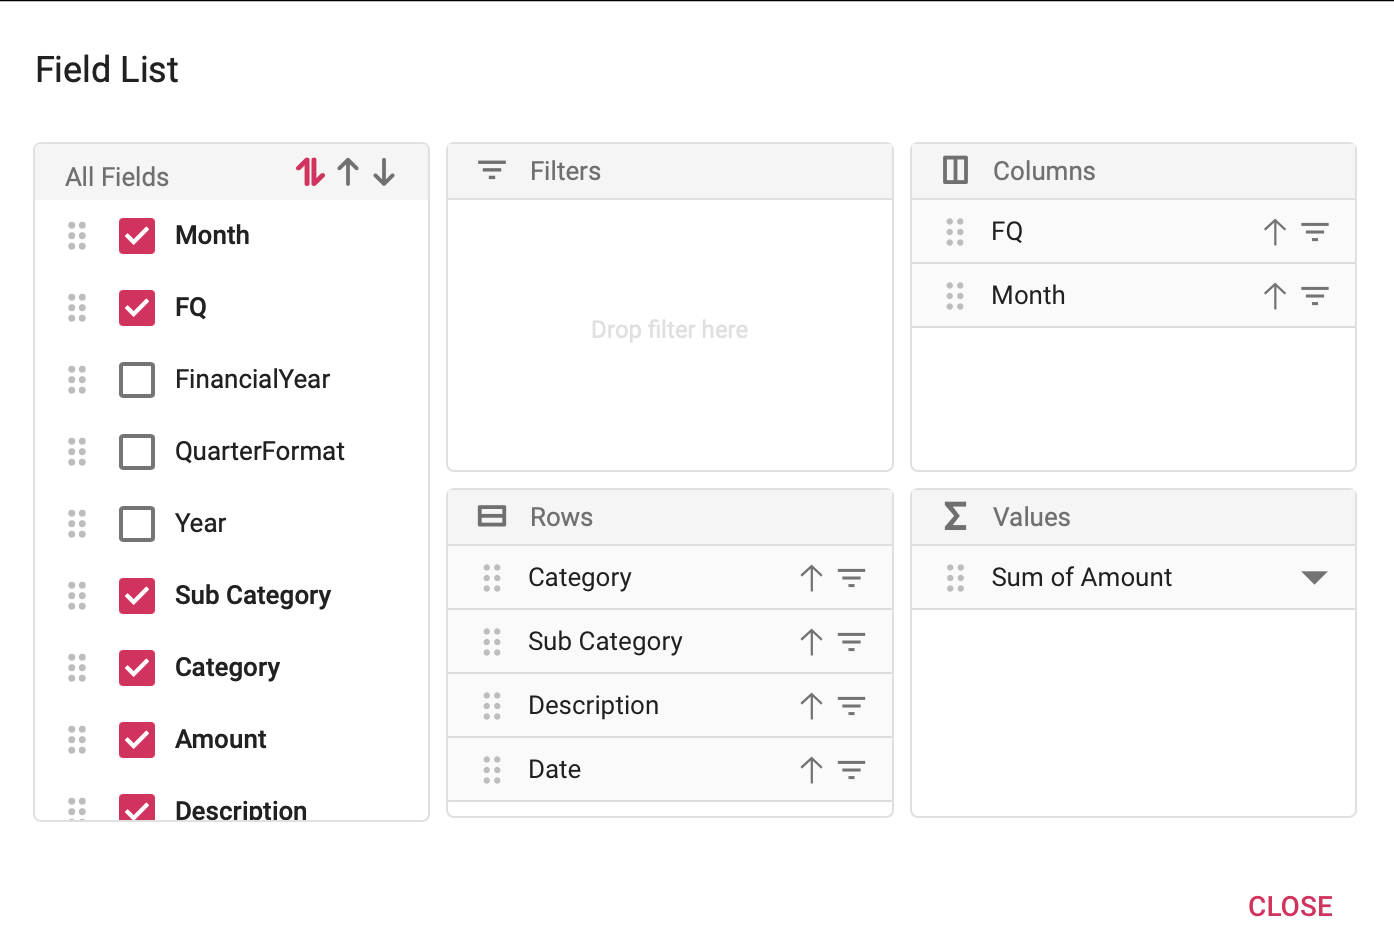 Field List
All Fields
Month
FQ
FinancialYear
QuarterFormat
Year
Sub Category
Category
Amount
Description
Filters
Drop filter here
Columns
FQ
Month
Rows
Category
Sub Category
Description
Date
Values
Sum of Amount
CLOSE